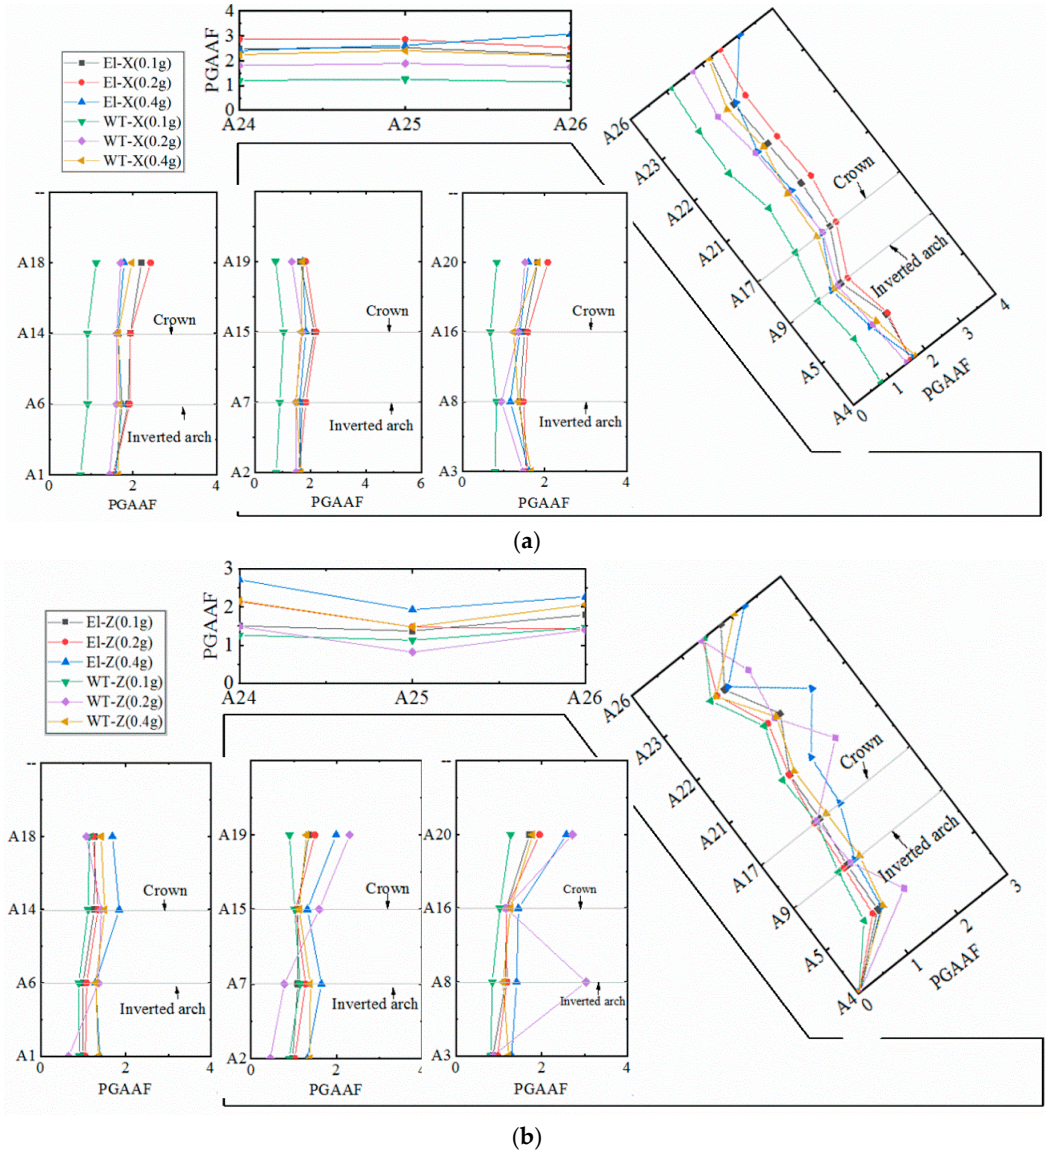 4
3
2
1
0
PGAAF
A24
A25
A26
El-X(0.1g)
El-X(0.2g)
El-X(0.4g)
WT-X(0.1g)
WT-X(0.2g)
WT-X(0.4g)
--
A18
A14
A6
A1
Crown
Inverted arch
0
2
4
PGAAF
--
A19
A15
A7
A2
Crown
Inverted arch
0
2
4
6
PGAAF
--
A20
A16
A8
A3
Crown
Inverted arch
0
2
4
PGAAF
A26
A23
A22
A21
A17
A9
A5
A4
Crown
Inverted arch
0
1
2
3
4
PGAAF
(a)
3
2
1
0
PGAAF
A24
A25
A26
El-Z(0.1g)
El-Z(0.2g)
El-Z(0.4g)
WT-Z(0.1g)
WT-Z(0.2g)
WT-Z(0.4g)
--
A18
A14
A6
A1
Crown
Inverted arch
0
2
4
PGAAF
A19
A15
A7
A2
Crown
Inverted arch
0
2
4
PGAAF
--
A20
A16
A8
A3
Crown
Inverted arch
0
2
4
PGAAF
A26
A23
A22
A21
A17
A9
A5
A4
Crown
Inverted arch
0
1
2
3
PGAAF
(b)